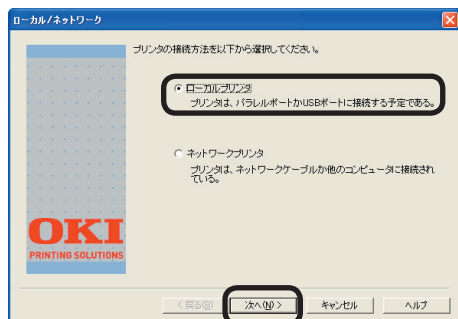 ローカル/ネットワーク
プリンタの接続方法を以下から選択してください。
ローカルプリンタ
プリンタは、パラレルポートかUSBポートに接続する予定である。
ネットワークプリンタ
プリンタは、ネットワークケーブルか他のコンピュータに接続され
ている。
OKI
PRINTING SOLUTIONS
< 戻る(B)
次へ(N) >
キャンセル
ヘルプ